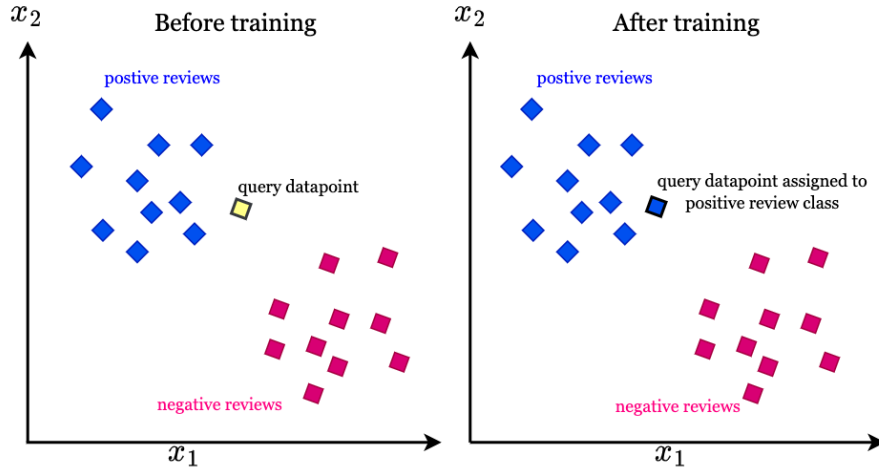 x₂
Before training
postive reviews
query datapoint
negative reviews
x₁
x₂
After training
postive reviews
query datapoint assigned to
positive review class
negative reviews
x₁